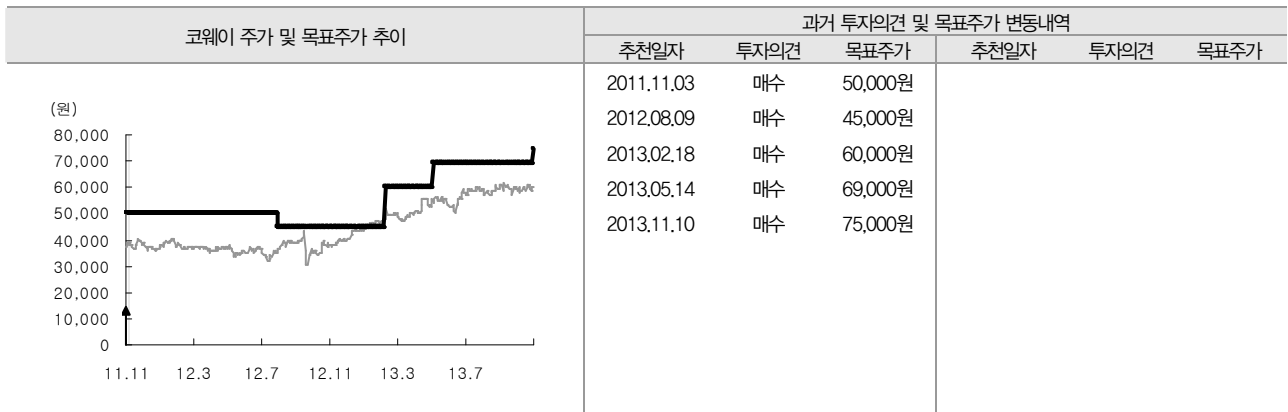 코웨이 주가 및 목표주가 추이
과거 투자의견 및 목표주가 변동내역
추천일자 투자의견 목표주가 추천일자 투자의견 목표주가
2011.11.03 매수 50,000원
2012.08.09 매수 45,000원
2013.02.18 매수 60,000원
2013.05.14 매수 69,000원
2013.11.10 매수 75,000원
(원)
80,000
70,000
60,000
50,000
40,000
30,000
20,000
10,000
0
11.11 12.3 12.7 12.11 13.3 13.7